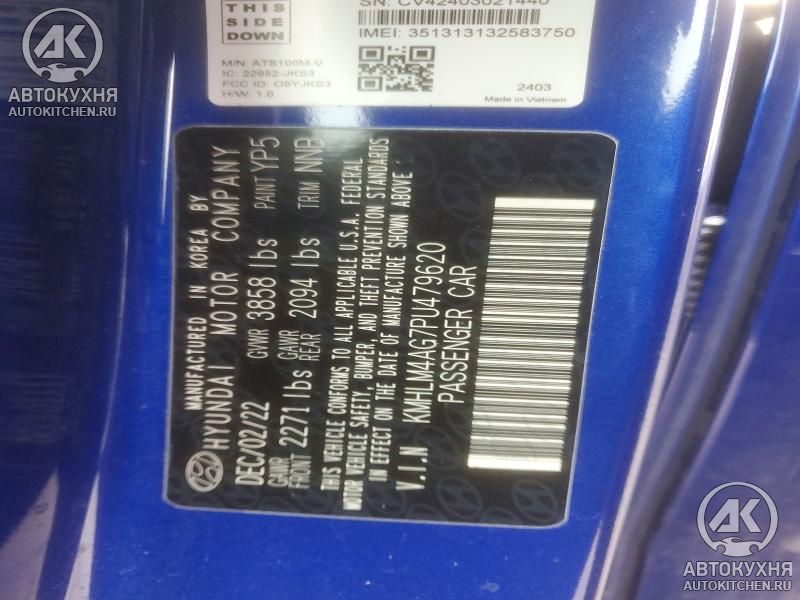 THIS
SIDE
DOWN
IMEI: 351313132583750
M/N: ATS100M-V
IC: 22952-JKS3
FCC ID: O6YJKS3
H/W: 1.0
2403
Made in Vietnam
MANUFACTURED IN KOREA BY
HYUNDAI MOTOR COMPANY
DEC/02/22 GVWR 3858 lbs PAINT YP5
GAWR FRONT 2271 lbs GAWR REAR 2094 lbs TRIM NNB
THIS VEHICLE CONFORMS TO ALL APPLICABLE U.S.A. FEDERAL
MOTOR VEHICLE SAFETY, BUMPER, AND THEFT PREVENTION STANDARDS
IN EFFECT ON THE DATE OF MANUFACTURE SHOWN ABOVE
V.I.N KMHLM4AG7PU479620
PASSENGER CAR
АК
АВТОКУХНЯ
AUTOKITCHEN.RU
АК
АВТОКУХНЯ
AUTOKITCHEN.RU